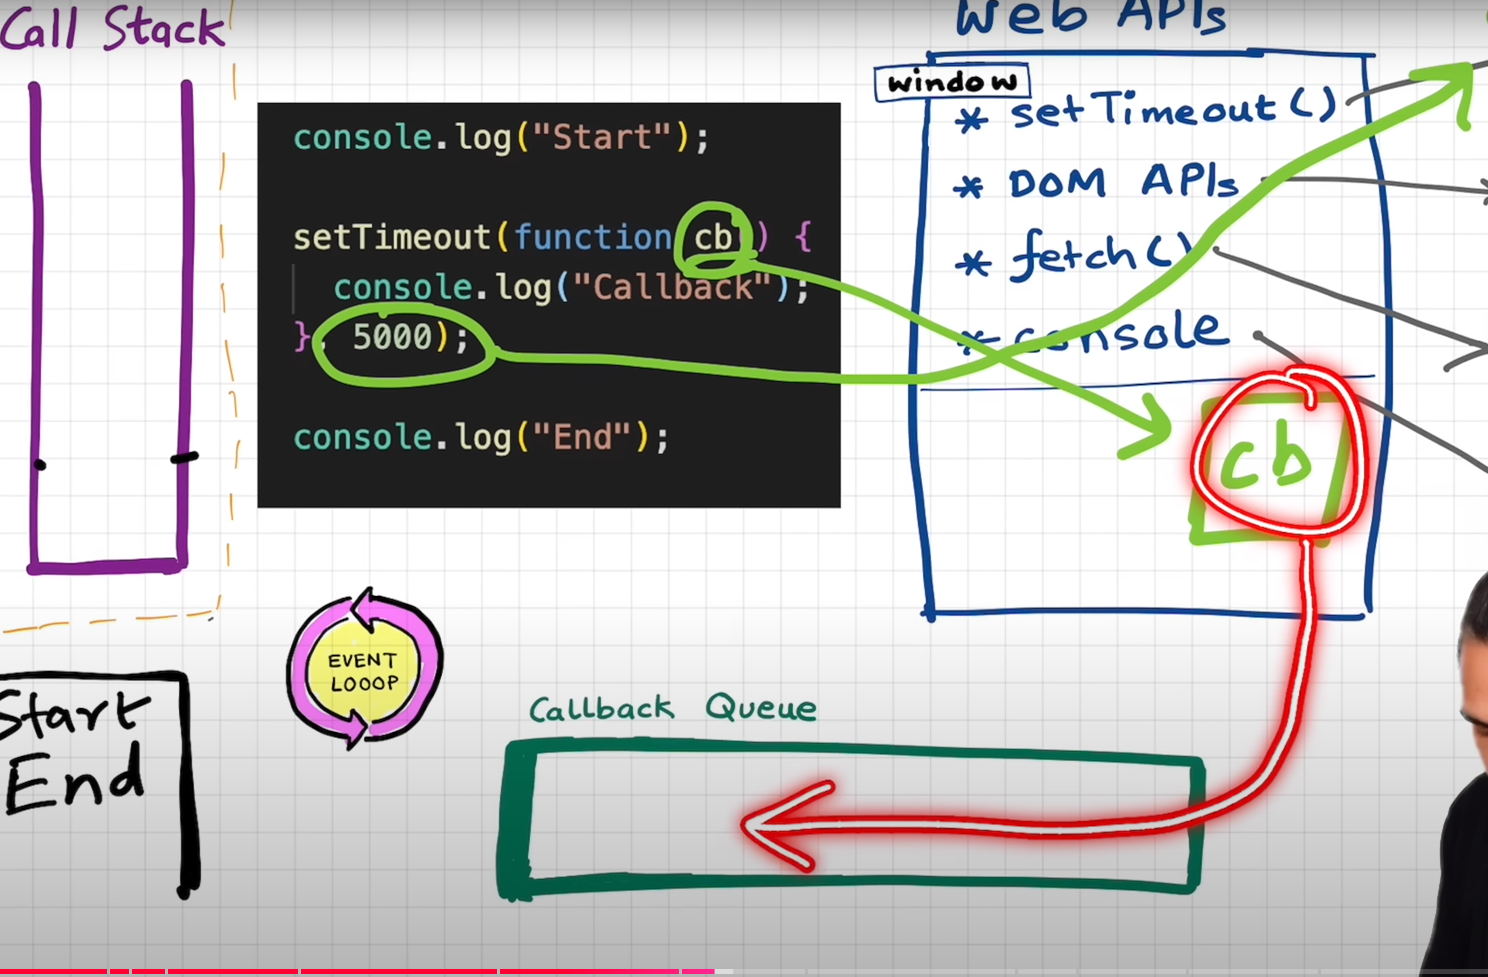 Call Stack
console.log("Start");
setTimeout(function cb() {
console.log("Callback");
}, 5000);
console.log("End");
Web APIs
window
* setTimeout()
* DOM APIs
* fetch()
* console
cb
EVENT
LOOOP
Callback Queue
Start
End